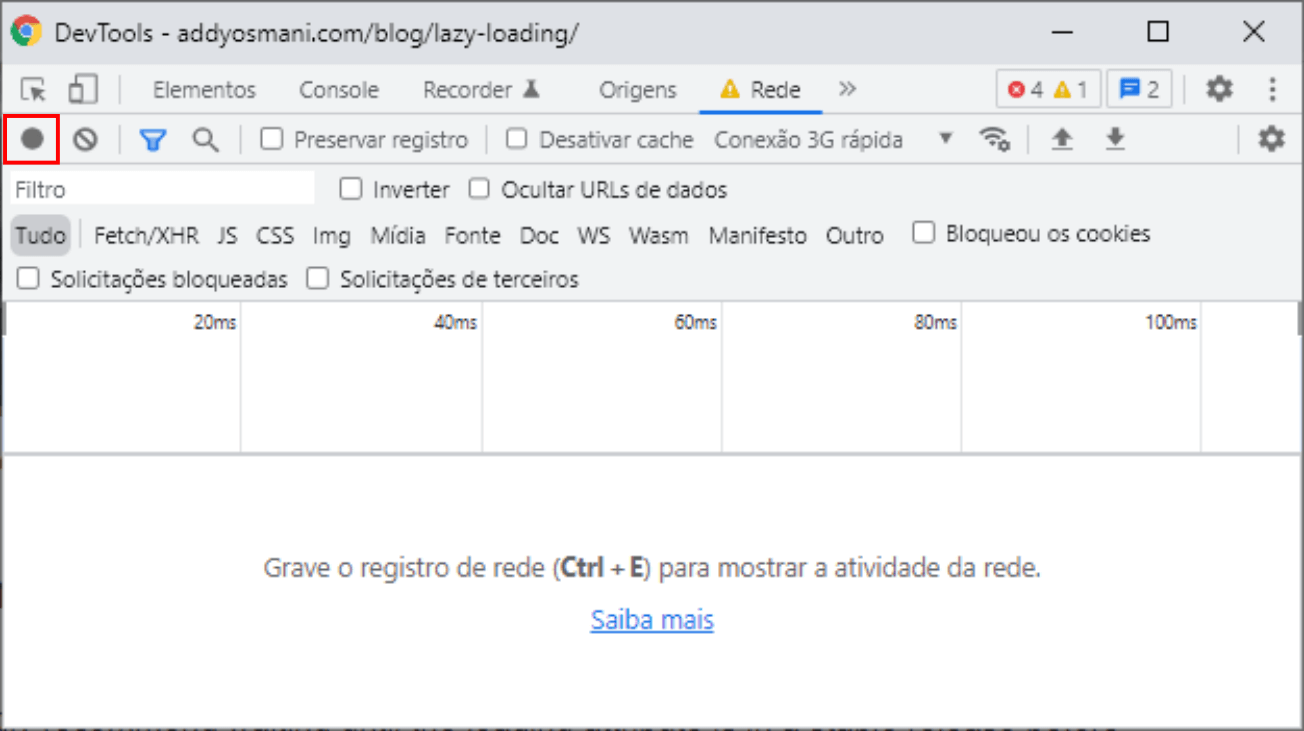 DevTools - addyosmani.com/blog/lazy-loading/
Elementos Console Recorder Origens Rede 4 1 2
Preservar registro Desativar cache Conexão 3G rápida
Filtro Inverter Ocultar URLs de dados
Tudo Fetch/XHR JS CSS Img Mídia Fonte Doc WS Wasm Manifesto Outro Bloqueou os cookies
Solicitações bloqueadas Solicitações de terceiros
20ms 40ms 60ms 80ms 100ms
Grave o registro de rede (Ctrl + E) para mostrar a atividade da rede.
Saiba mais